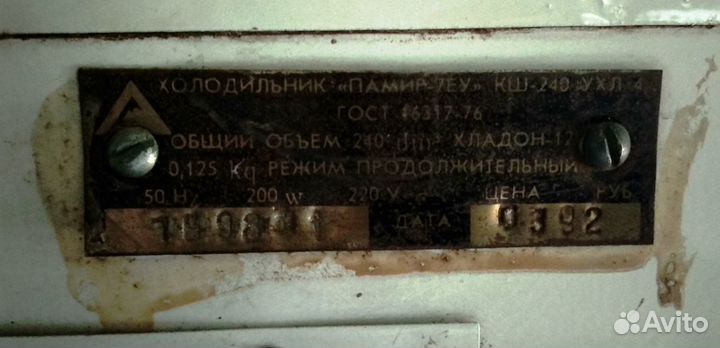 ХОЛОДИЛЬНИК «ПАМИР-7ЕУ» КШ-240 УХЛ 4
ГОСТ 16317-76
ОБЩИЙ ОБЪЕМ 240 dm³ ХЛАДОН-12
0,125 Kg РЕЖИМ ПРОДОЛЖИТЕЛЬНЫЙ
50 Hz 200 W 220 V ЦЕНА РУБ
ДАТА 0392
Avito